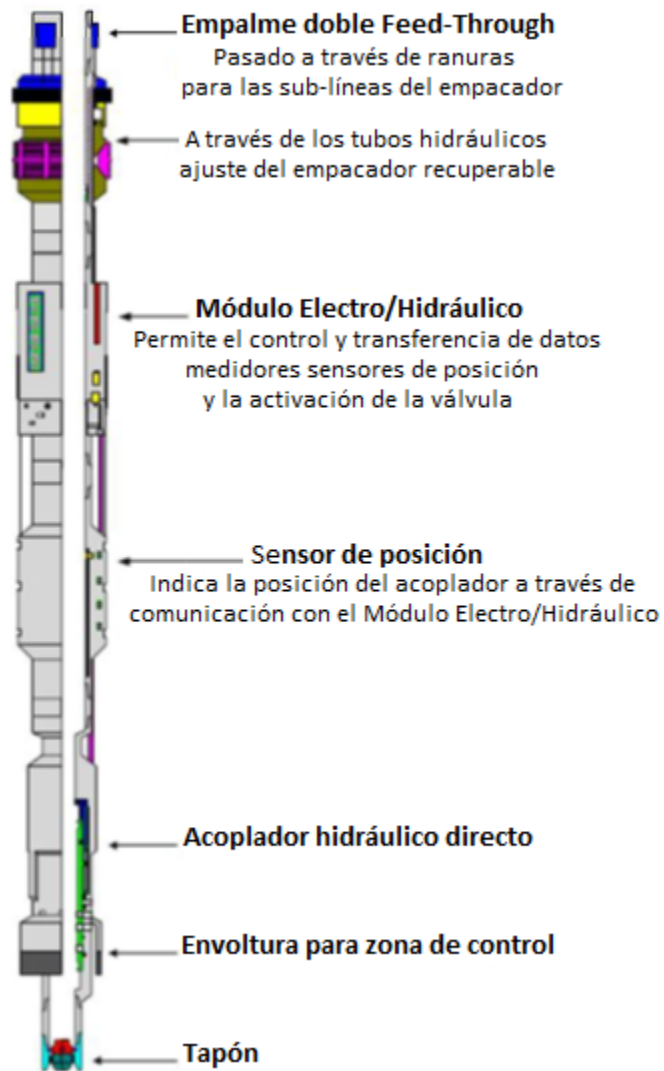 Empalme doble Feed-Through
Pasado a través de ranuras
para las sub-líneas del empacador
A través de los tubos hidráulicos
ajuste del empacador recuperable
Módulo Electro/Hidráulico
Permite el control y transferencia de datos
medidores sensores de posición
y la activación de la válvula
Sensor de posición
Indica la posición del acoplador a través de
comunicación con el Módulo Electro/Hidráulico
Acoplador hidráulico directo
Envoltura para zona de control
Tapón